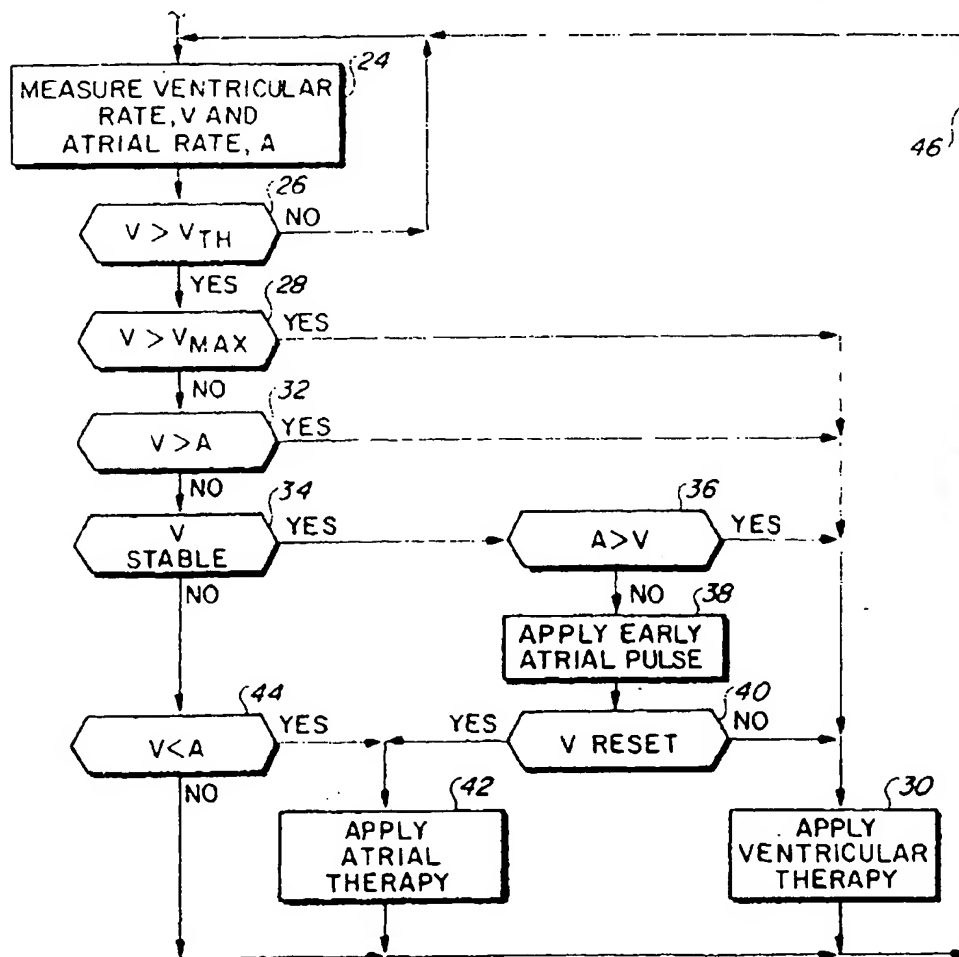 24
MEASURE VENTRICULAR
RATE, V AND
ATRIAL RATE, A
46
26
V > VTH
NO
YES
28
V > VMAX
YES
NO
32
V > A
YES
NO
34
V
STABLE
YES
36
A>V
YES
NO
NO
38
APPLY EARLY
ATRIAL PULSE
44
V<A
YES
YES
40
V RESET
NO
NO
42
APPLY
ATRIAL
THERAPY
30
APPLY
VENTRICULAR
THERAPY